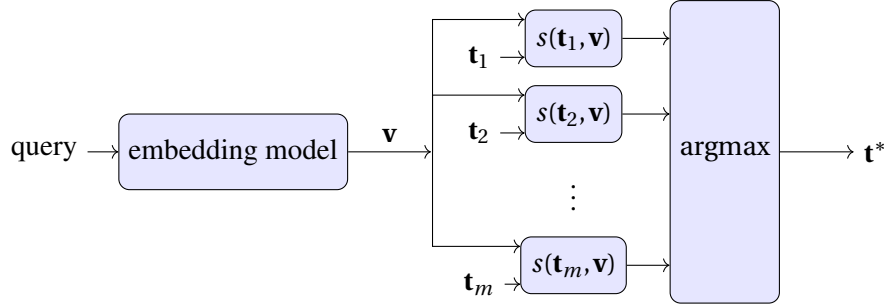 query
embedding model
𝐯
𝐭₁
s(𝐭₁, 𝐯)
𝐭₂
s(𝐭₂, 𝐯)
⋮
𝐭ₘ
s(𝐭ₘ, 𝐯)
argmax
𝐭*